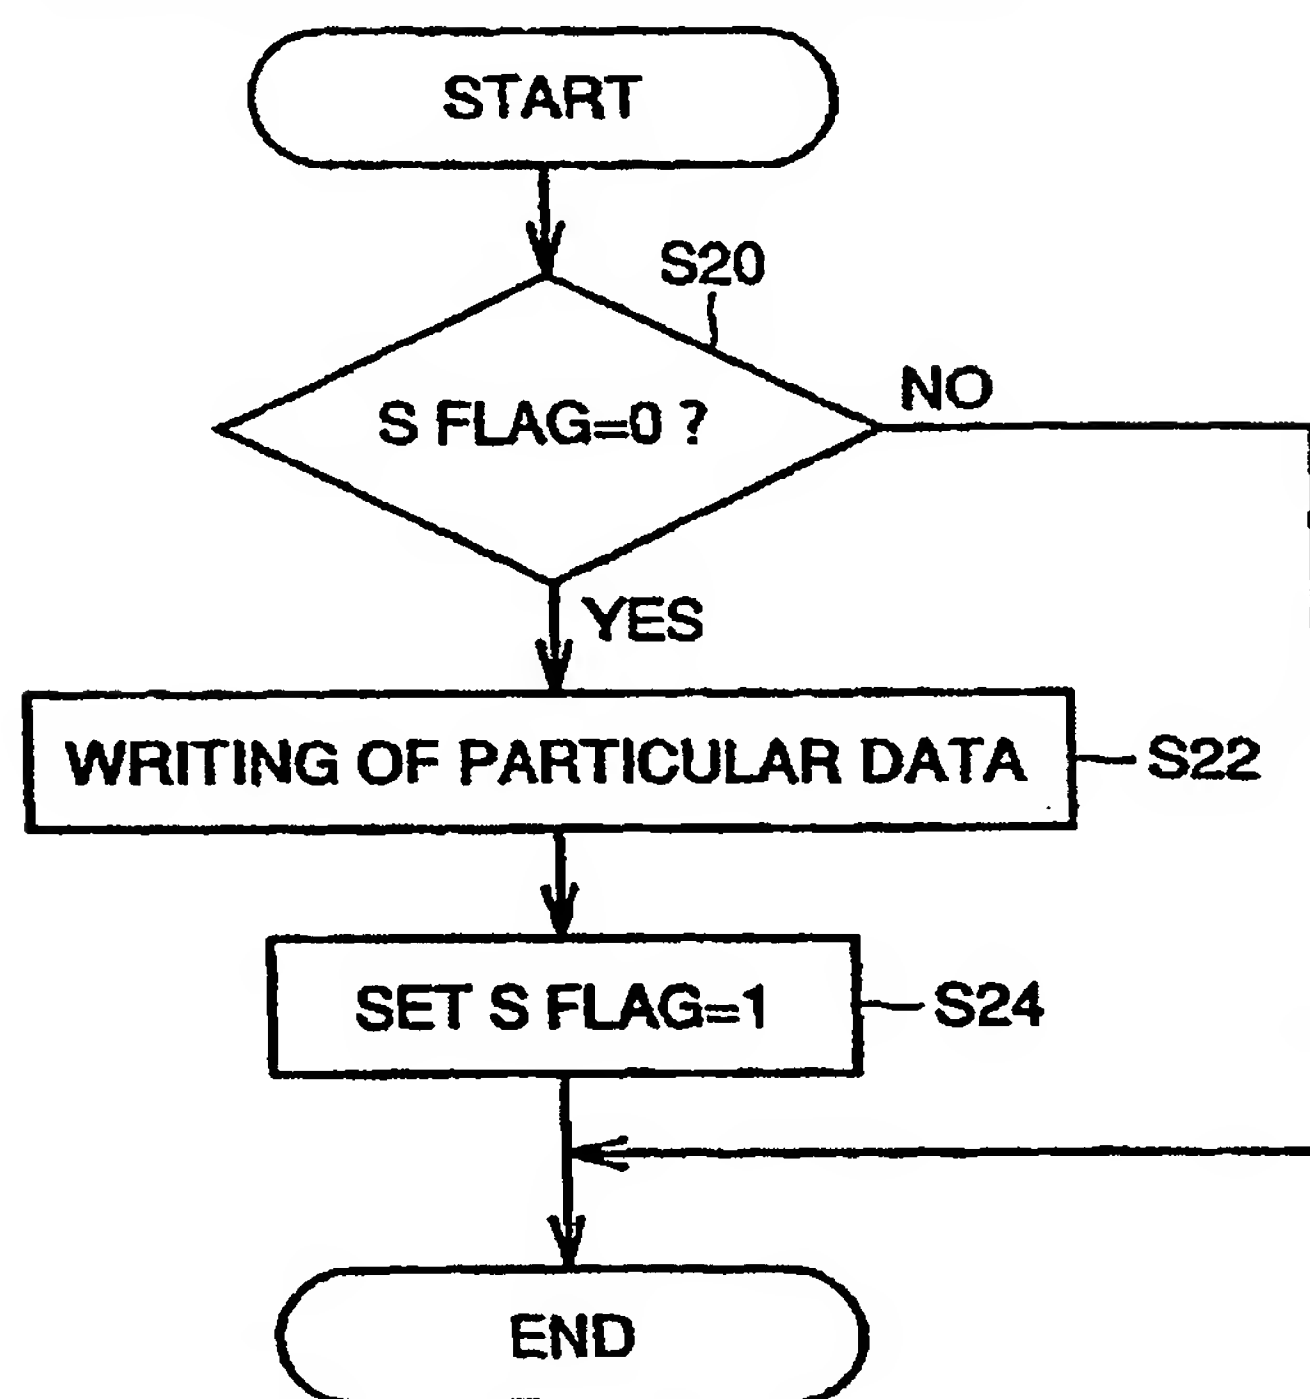 START
S20
S FLAG=0 ?
NO
YES
WRITING OF PARTICULAR DATA
S22
SET S FLAG=1
S24
END